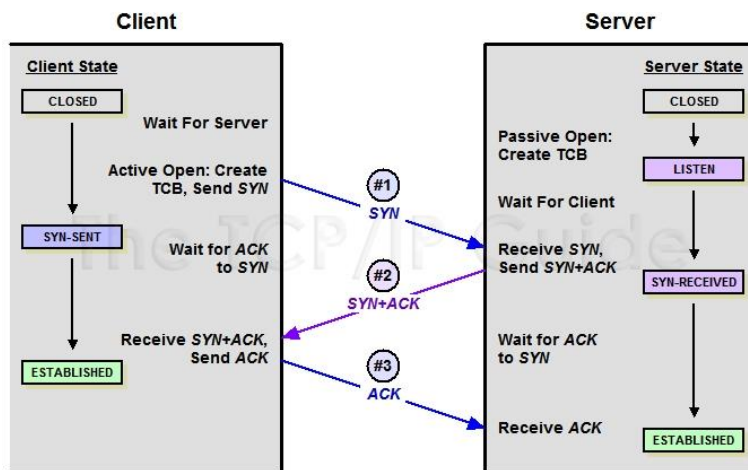 Client
Server
Client State
Server State
CLOSED
CLOSED
Wait For Server
Passive Open:
Create TCB
LISTEN
Active Open: Create
TCB, Send SYN
#1
SYN
Wait For Client
SYN-SENT
Wait for ACK
to SYN
Receive SYN,
Send SYN+ACK
#2
SYN+ACK
SYN-RECEIVED
Receive SYN+ACK,
Send ACK
Wait for ACK
to SYN
#3
ACK
ESTABLISHED
Receive ACK
ESTABLISHED
The TCP/IP Guide